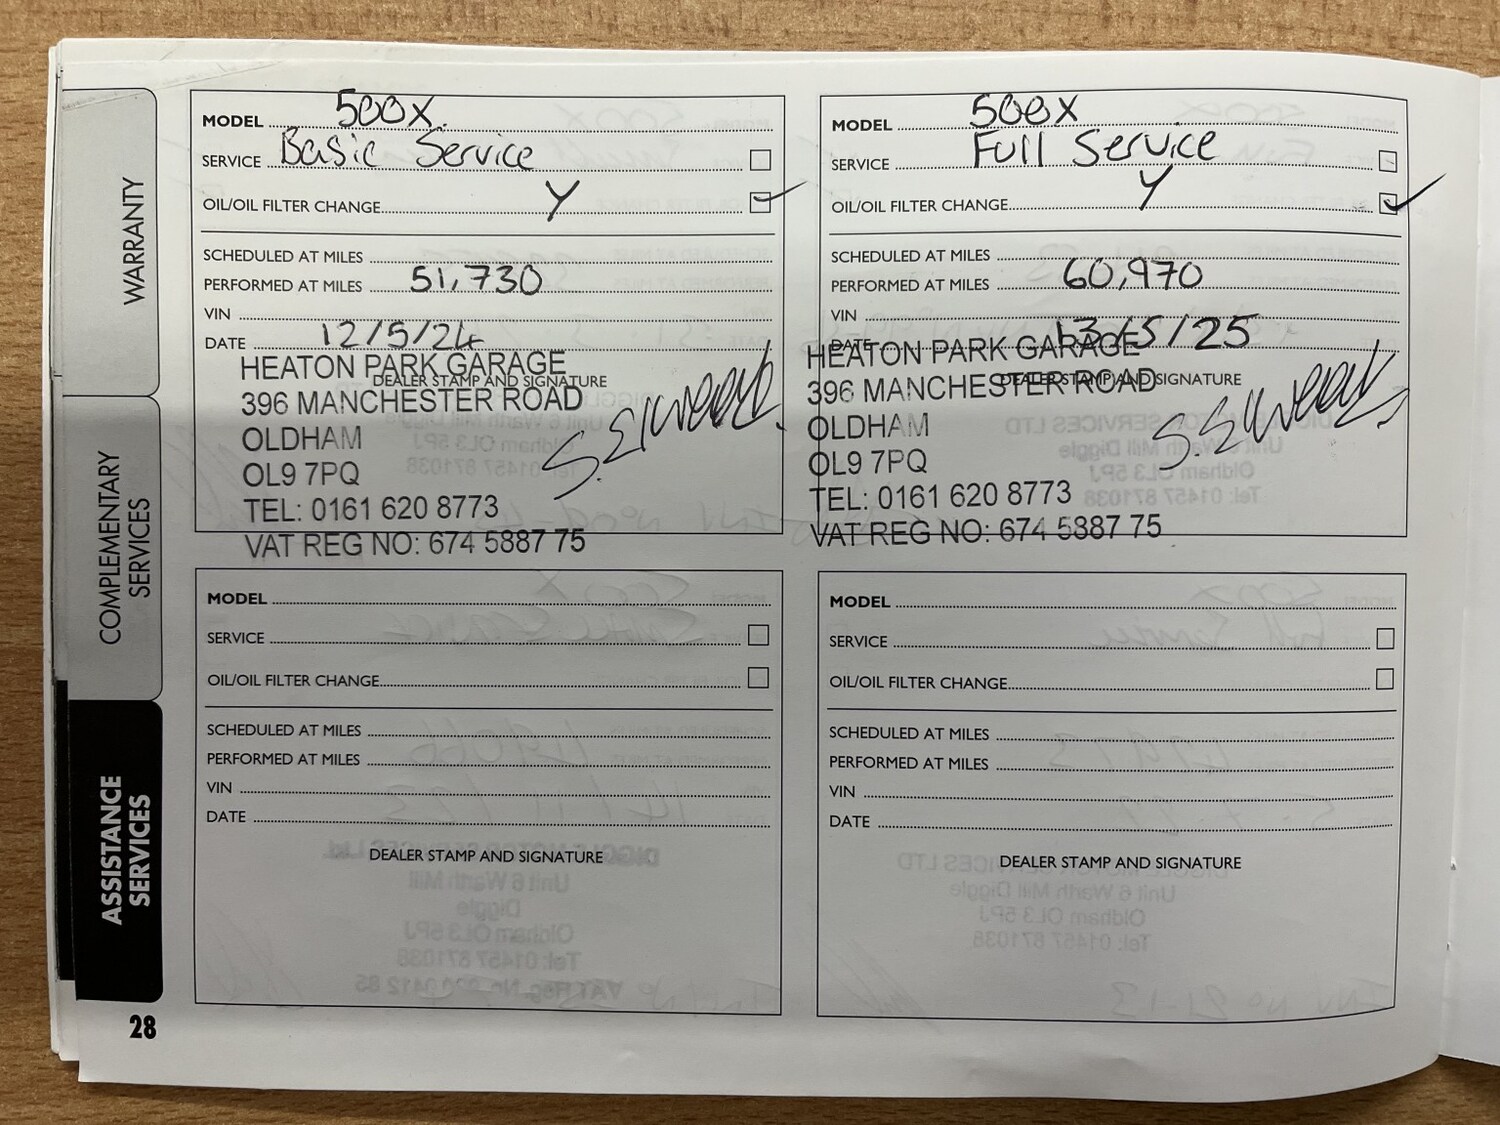 WARRANTY
COMPLEMENTARY
SERVICES
ASSISTANCE
SERVICES
28
MODEL 500X.
SERVICE Basic Service
OIL/OIL FILTER CHANGE Y
SCHEDULED AT MILES
PERFORMED AT MILES 51,730
VIN
DATE 12/5/24
DEALER STAMP AND SIGNATURE
HEATON PARK GARAGE
396 MANCHESTER ROAD
OLDHAM
OL9 7PQ
TEL: 0161 620 8773
VAT REG NO: 674 5887 75
MODEL 500X
SERVICE Full Service
OIL/OIL FILTER CHANGE Y
SCHEDULED AT MILES
PERFORMED AT MILES 60,970
VIN
DATE 13/5/25
DEALER STAMP AND SIGNATURE
HEATON PARK GARAGE
396 MANCHESTER ROAD
OLDHAM
OL9 7PQ
TEL: 0161 620 8773
VAT REG NO: 674 5887 75
MODEL
SERVICE
OIL/OIL FILTER CHANGE
SCHEDULED AT MILES
PERFORMED AT MILES
VIN
DATE
DEALER STAMP AND SIGNATURE
MODEL
SERVICE
OIL/OIL FILTER CHANGE
SCHEDULED AT MILES
PERFORMED AT MILES
VIN
DATE
DEALER STAMP AND SIGNATURE